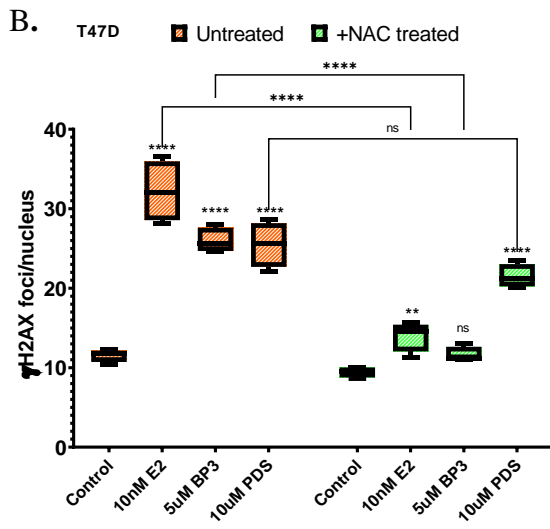 B.
T47D
Untreated
+NAC treated
****
****
ns
40
30
20
10
0
γH2AX foci/nucleus
****
****
****
**
ns
****
Control
10nM E2
5uM BP3
10uM PDS
Control
10nM E2
5uM BP3
10uM PDS